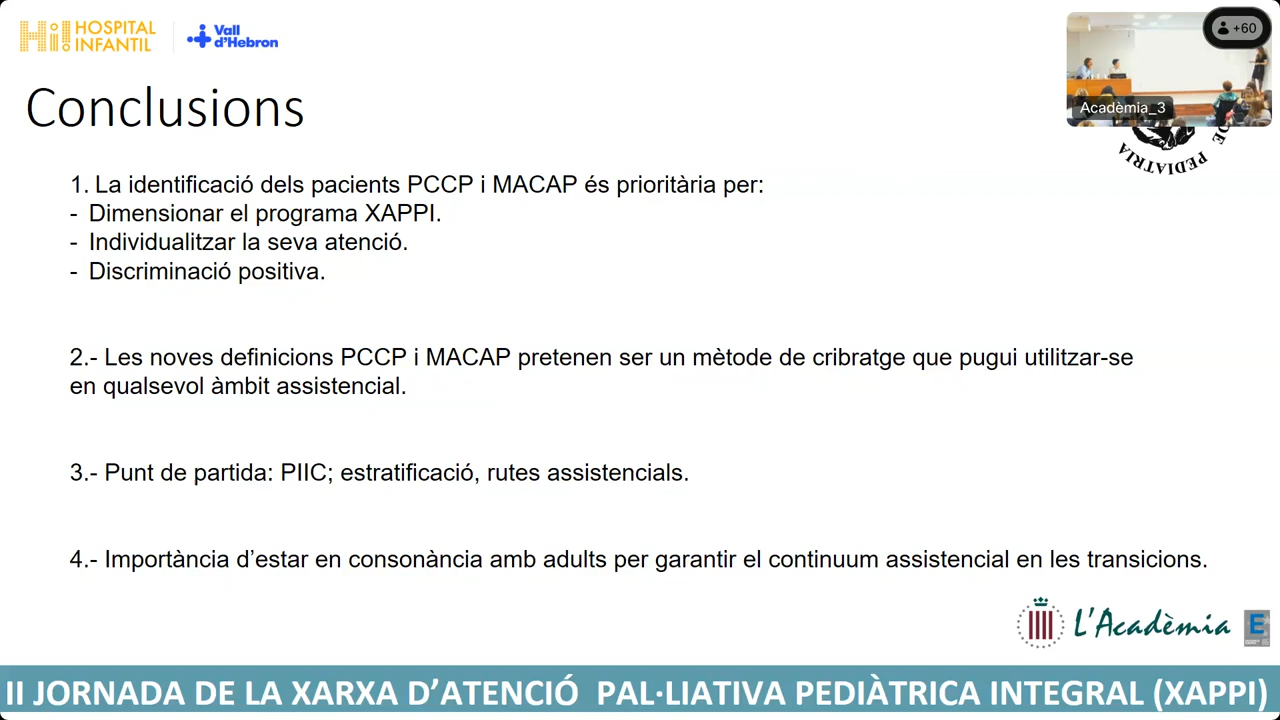 Hi! HOSPITAL INFANTIL
Vall d'Hebron
+60
Acadèmia_3
DE PEDIATRIA
Conclusions
1. La identificació dels pacients PCCP i MACAP és prioritària per:
- Dimensionar el programa XAPPI.
- Individualitzar la seva atenció.
- Discriminació positiva.
2.- Les noves definicions PCCP i MACAP pretenen ser un mètode de cribratge que pugui utilitzar-se
en qualsevol àmbit assistencial.
3.- Punt de partida: PIIC; estratificació, rutes assistencials.
4.- Importància d’estar en consonància amb adults per garantir el continuum assistencial en les transicions.
L'Acadèmia
E
II JORNADA DE LA XARXA D’ATENCIÓ PAL·LIATIVA PEDIÀTRICA INTEGRAL (XAPPI)